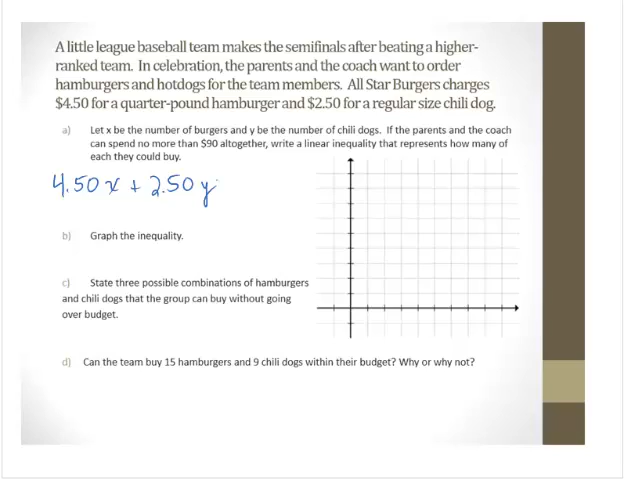 A little league baseball team makes the semifinals after beating a higher-
ranked team. In celebration, the parents and the coach want to order
hamburgers and hotdogs for the team members. All Star Burgers charges
$4.50 for a quarter-pound hamburger and $2.50 for a regular size chili dog.
a) Let x be the number of burgers and y be the number of chili dogs. If the parents and the coach
can spend no more than $90 altogether, write a linear inequality that represents how many of
each they could buy.
4.50x + 2.50y
b) Graph the inequality.
c) State three possible combinations of hamburgers
and chili dogs that the group can buy without going
over budget.
d) Can the team buy 15 hamburgers and 9 chili dogs within their budget? Why or why not?